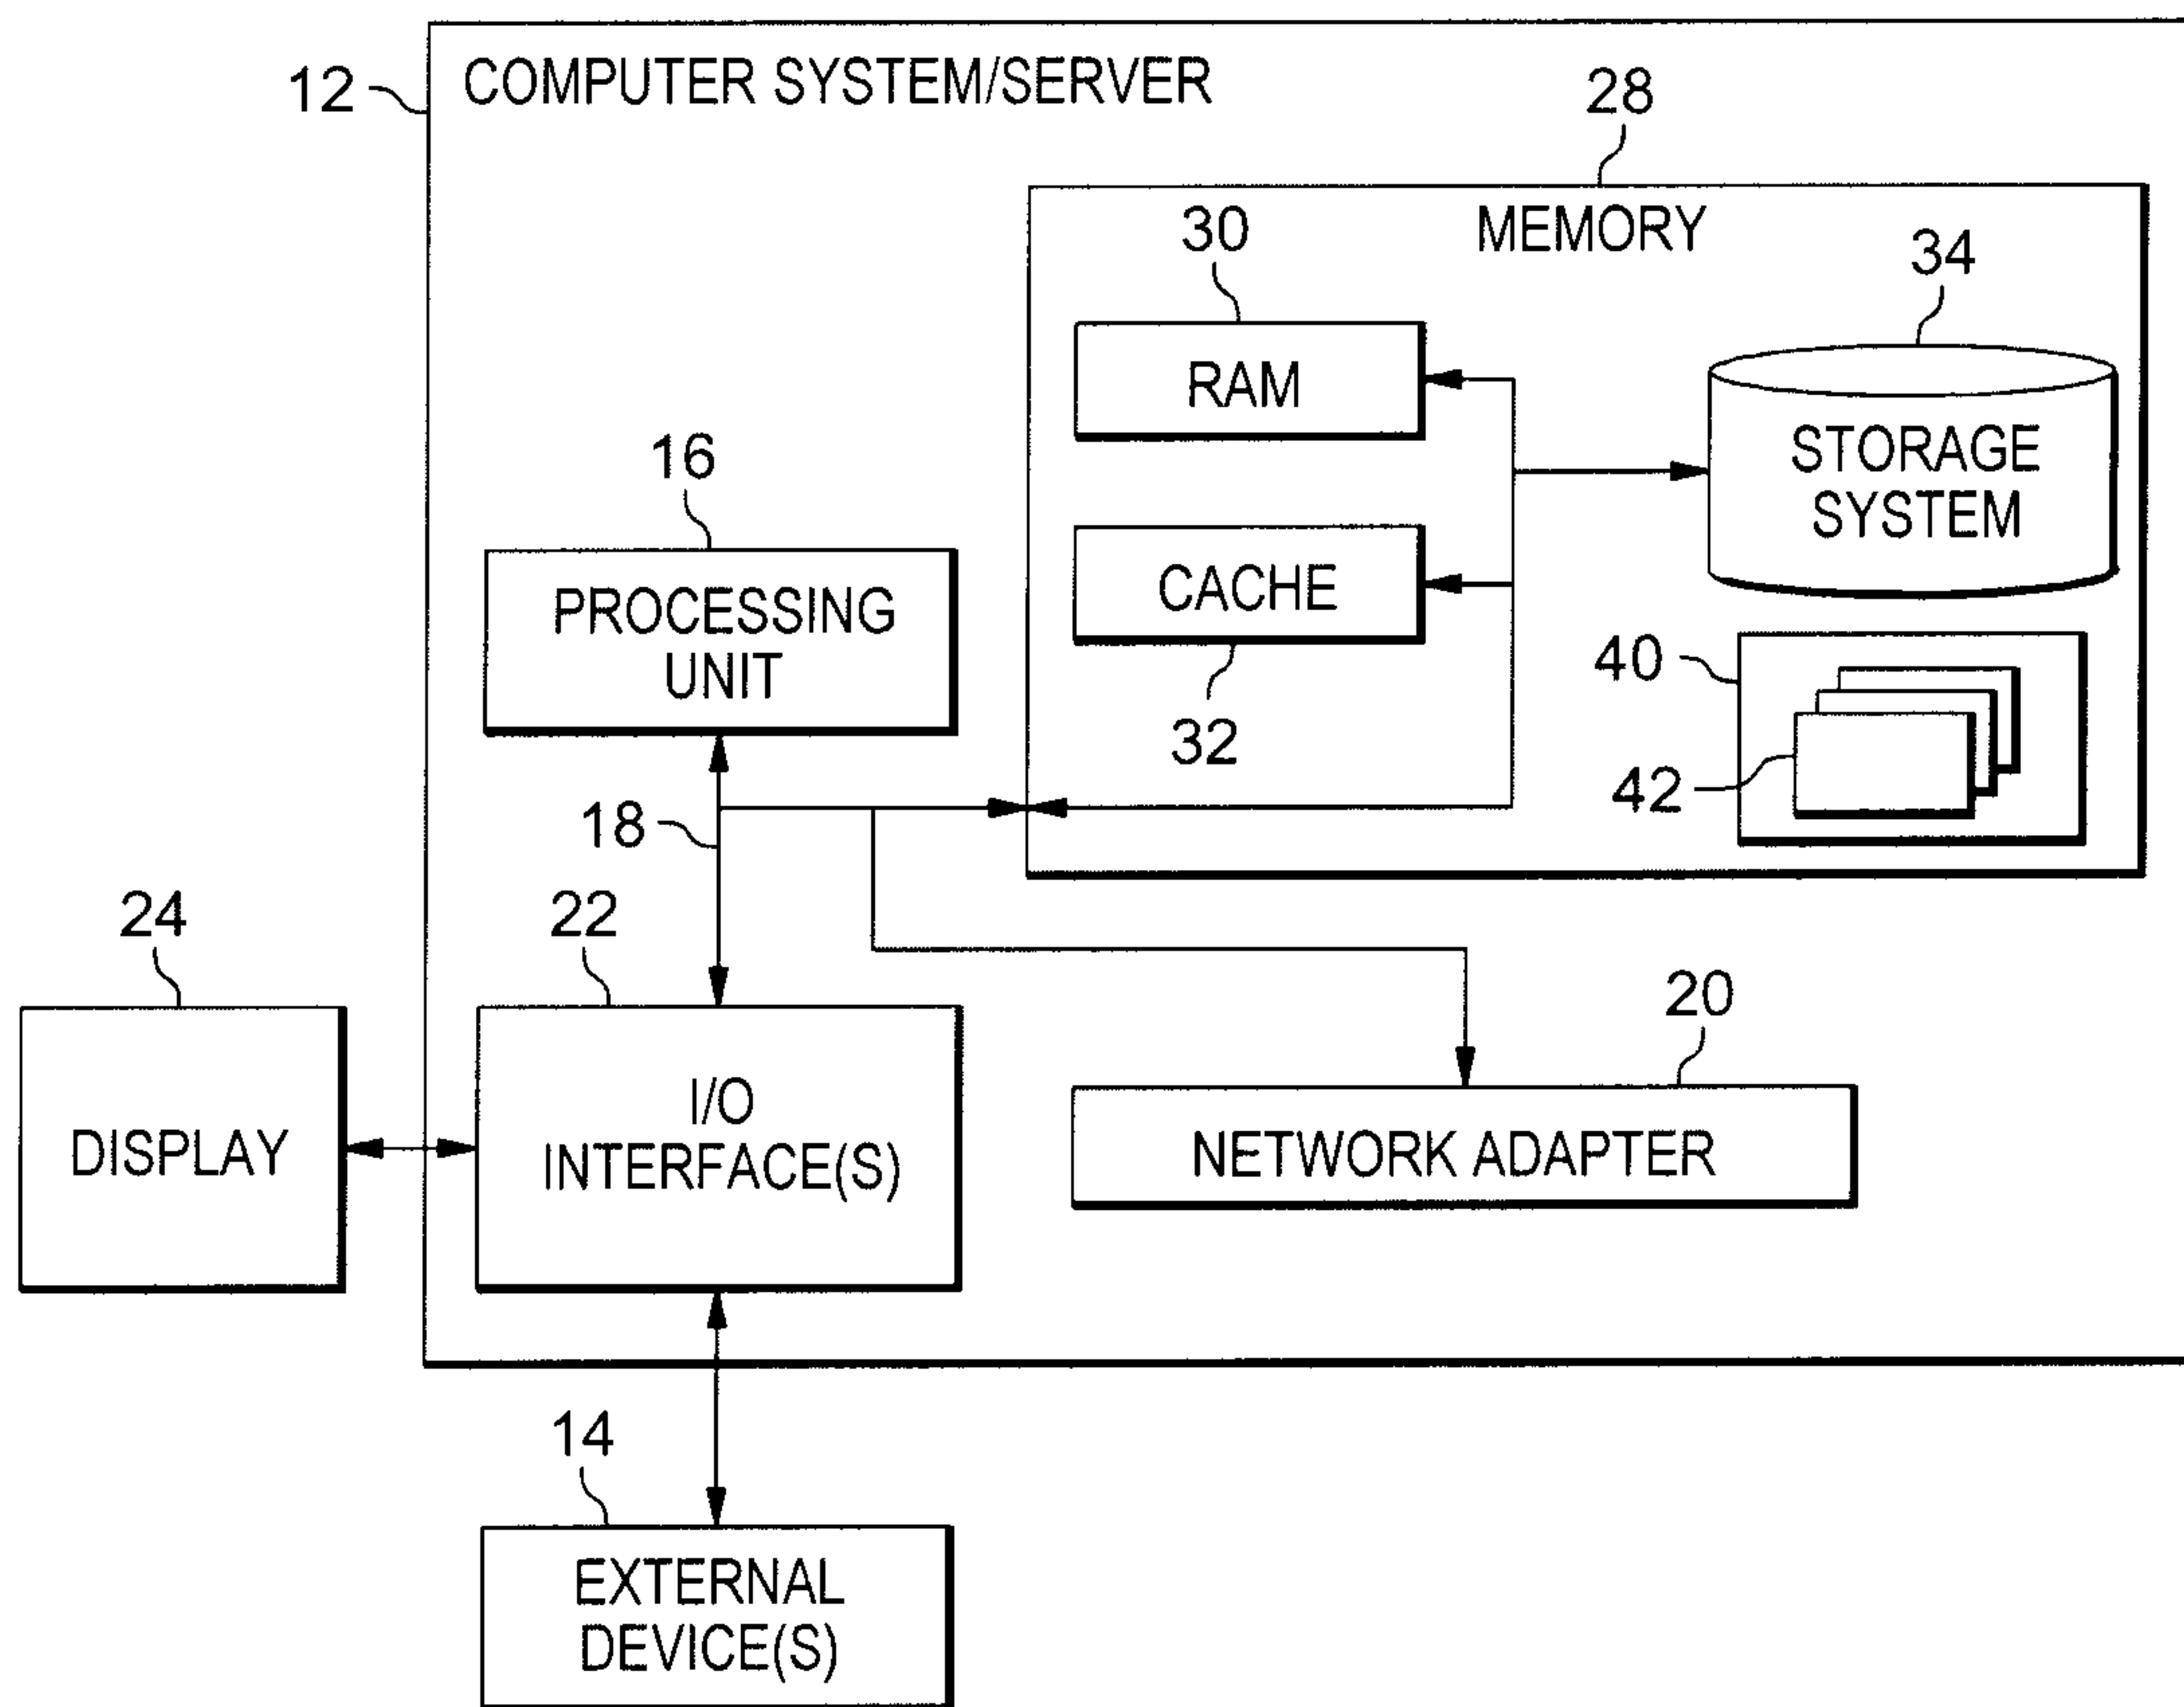 12
COMPUTER SYSTEM/SERVER
28
MEMORY
30
RAM
34
STORAGE
SYSTEM
16
PROCESSING
UNIT
CACHE
32
40
42
18
24
DISPLAY
22
I/O
INTERFACE(S)
20
NETWORK ADAPTER
14
EXTERNAL
DEVICE(S)